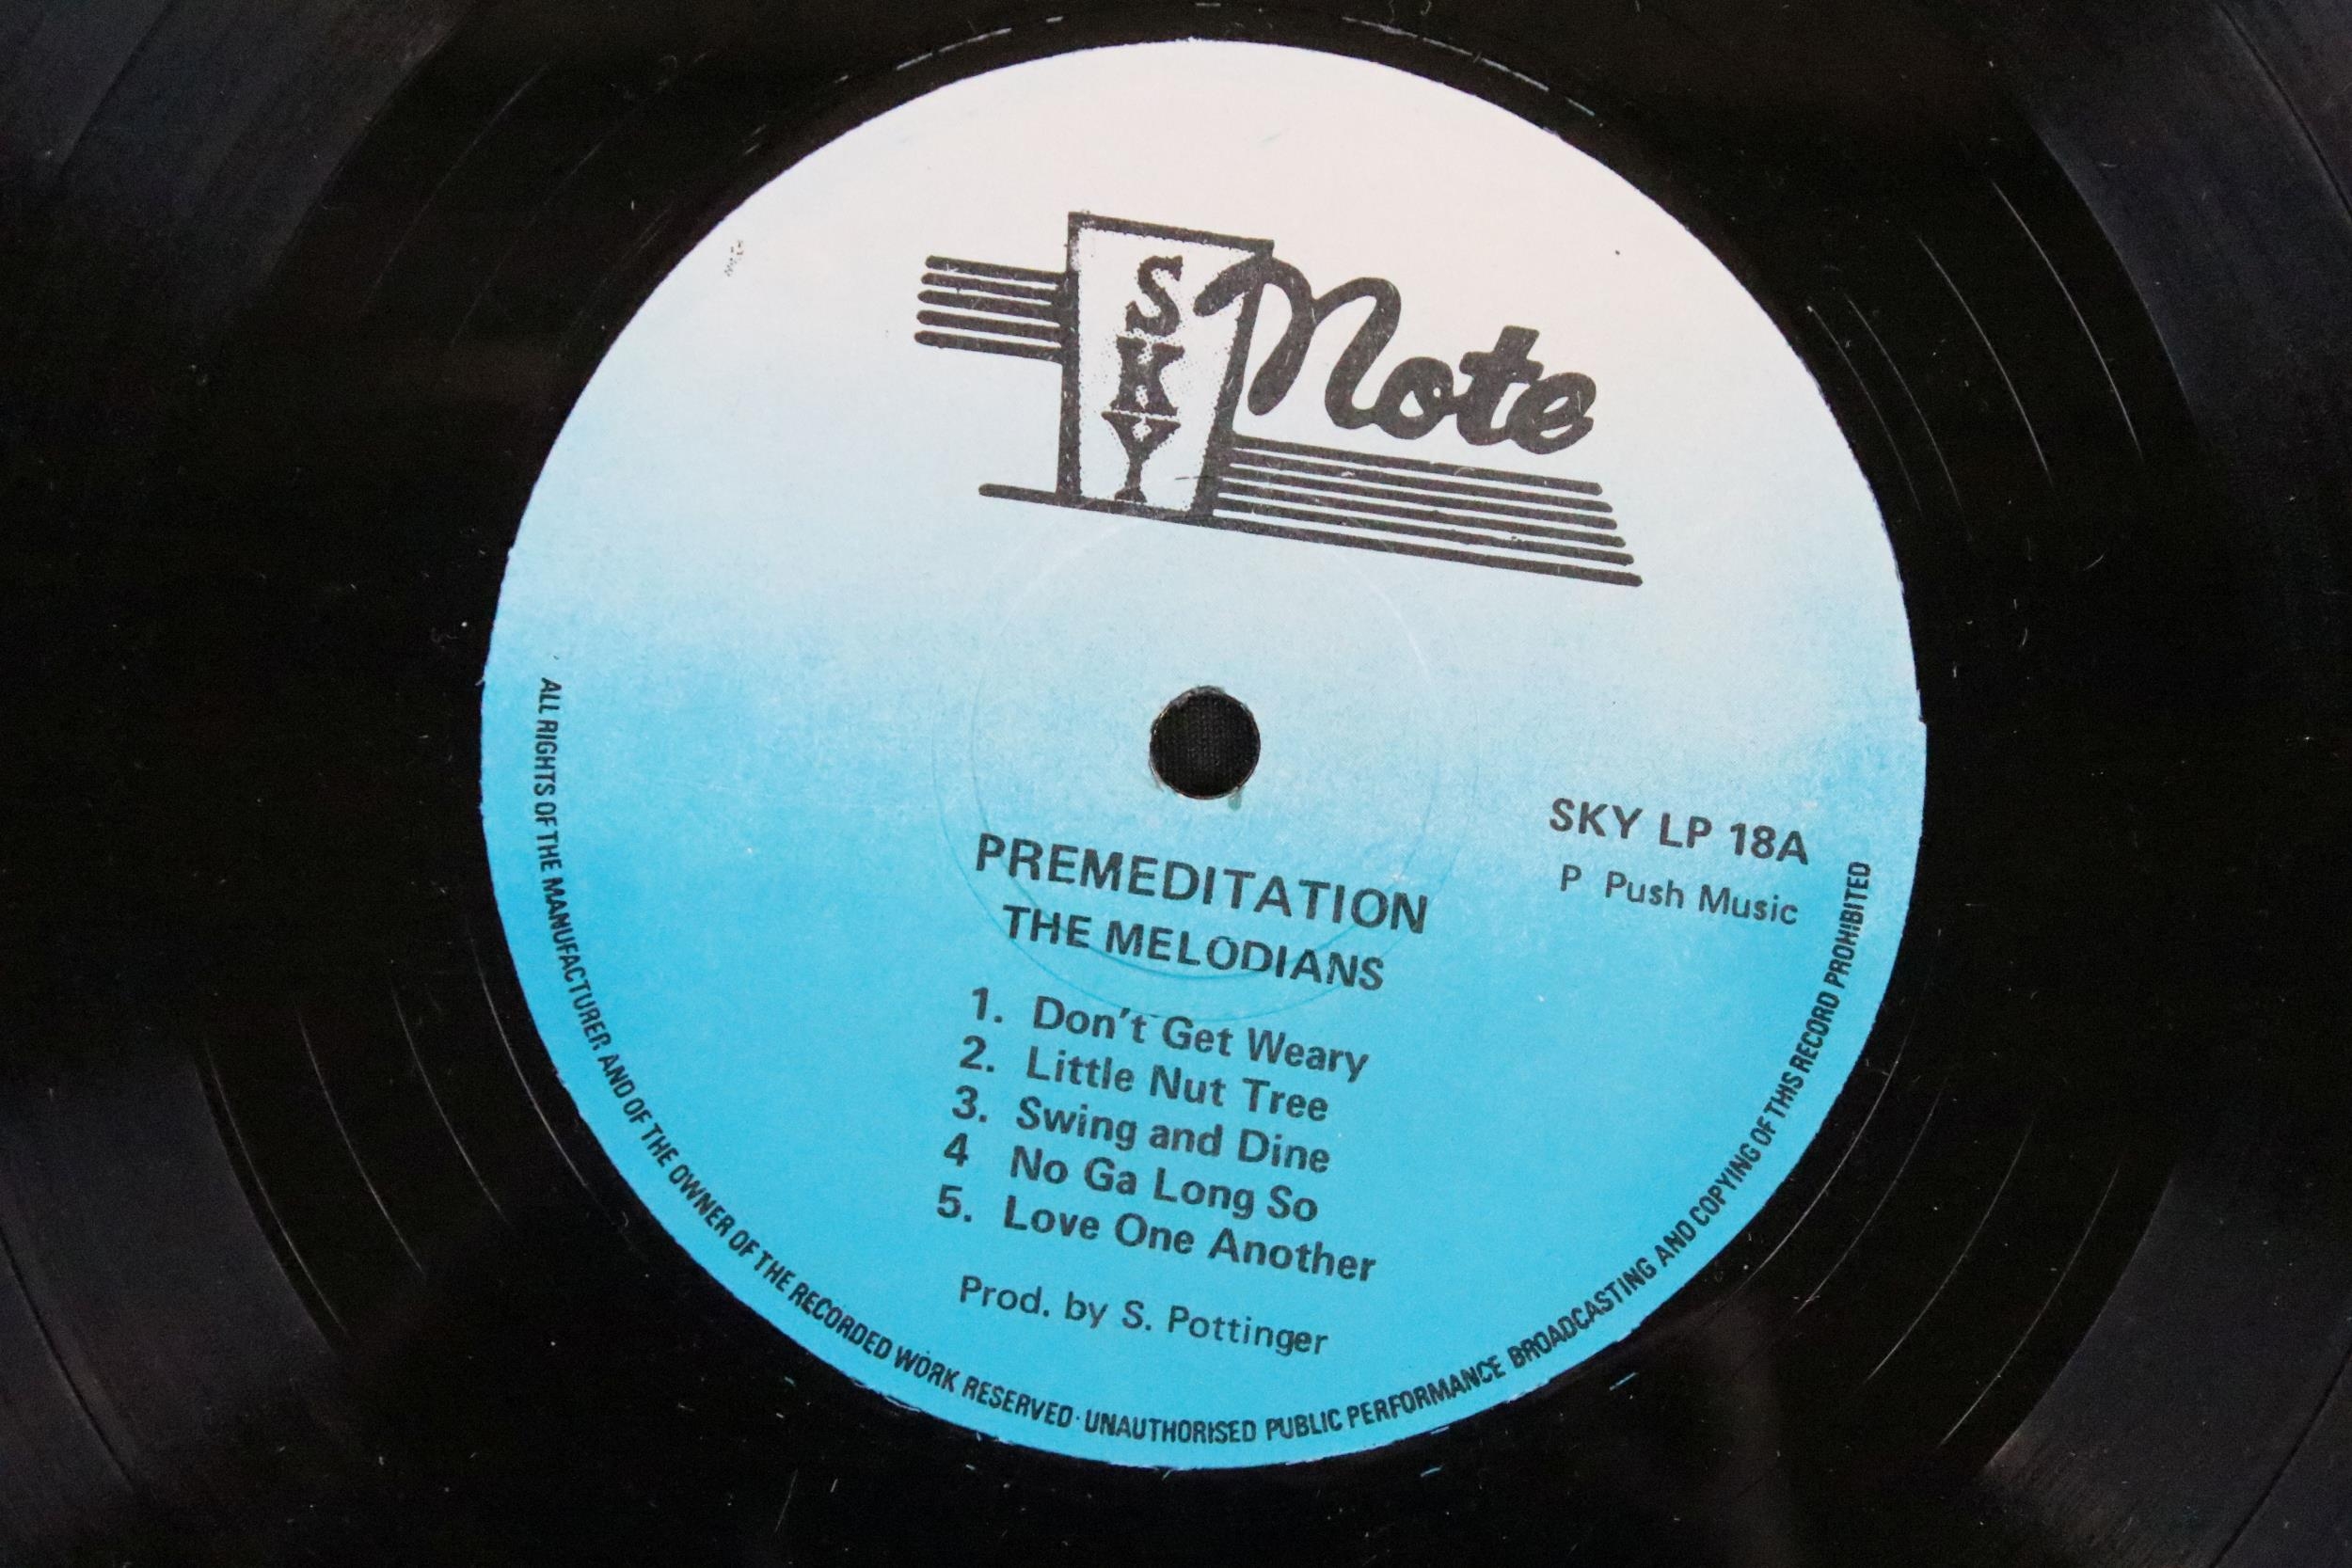 SKY Note
SKY LP 18A
P Push Music
PREMEDITATION
THE MELODIANS
1. Don't Get Weary
2. Little Nut Tree
3. Swing and Dine
4 No Ga Long So
5. Love One Another
Prod. by S. Pottinger
ALL RIGHTS OF THE MANUFACTURER AND OF THE OWNER OF THE RECORDED WORK RESERVED · UNAUTHORISED PUBLIC PERFORMANCE BROADCASTING AND COPYING OF THIS RECORD PROHIBITED